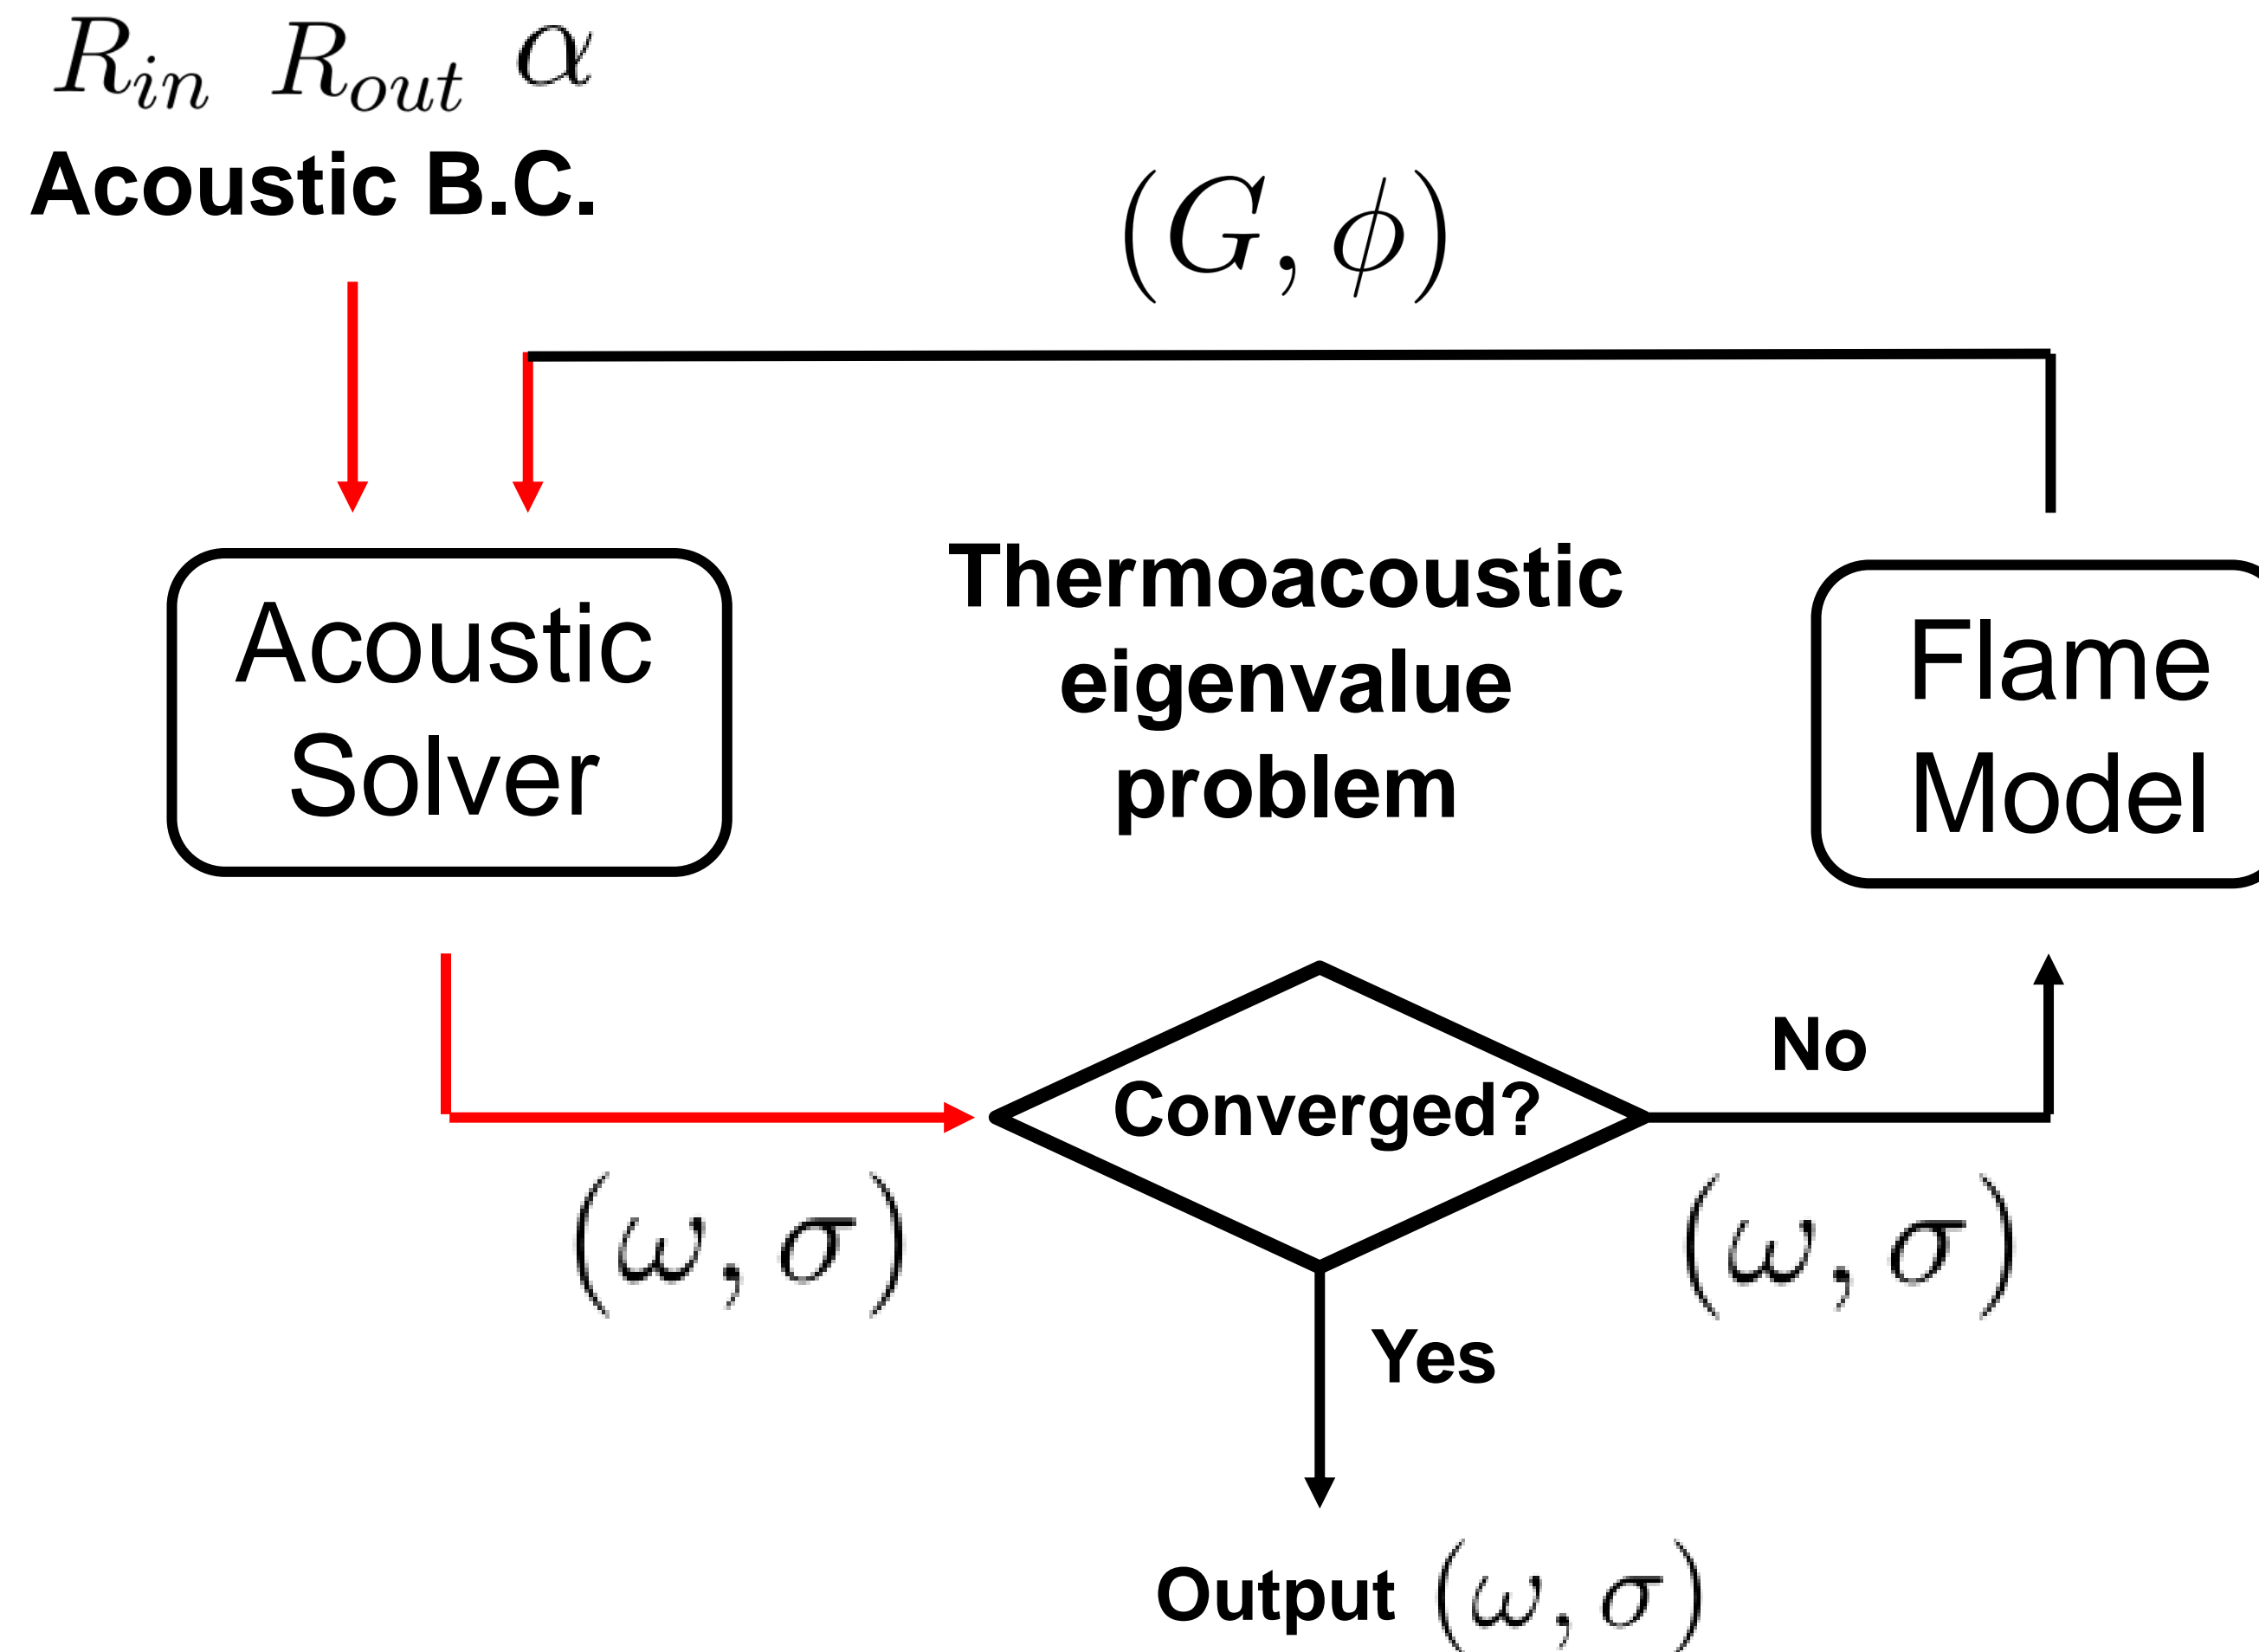 R_in R_out α
Acoustic B.C.
(G, ϕ)
Acoustic
Solver
Thermoacoustic
eigenvalue
problem
Flame
Model
Converged?
No
(ω, σ)
(ω, σ)
Yes
Output (ω, σ)